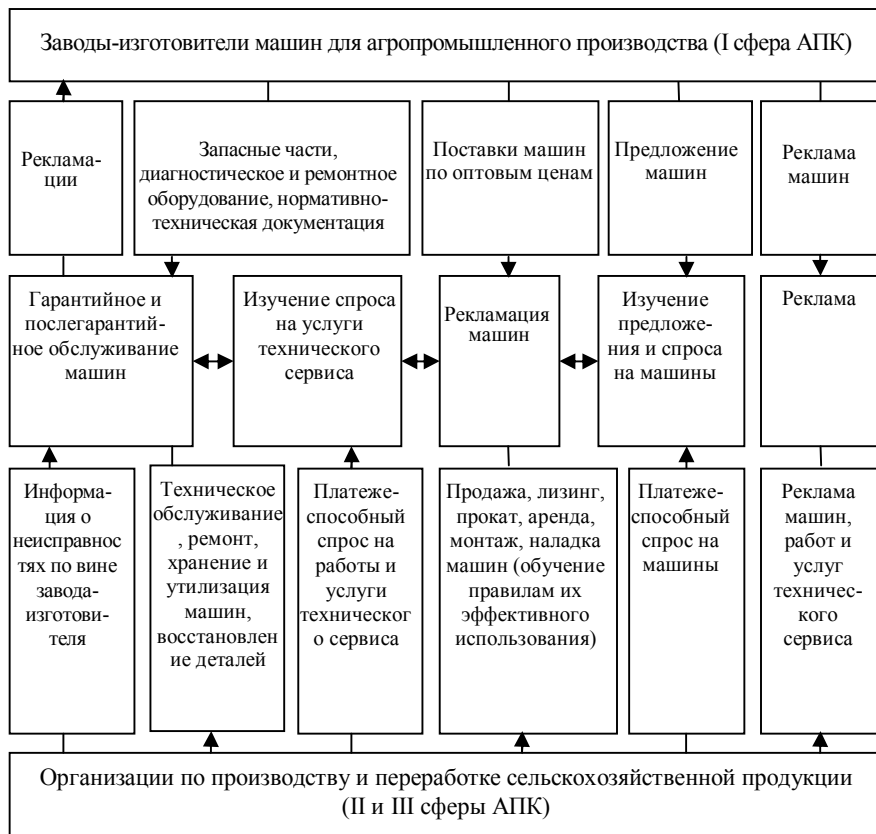 Заводы-изготовители машин для агропромышленного производства (I сфера АПК)
Реклама-
ции
Запасные части,
диагностическое и ремонтное
оборудование, нормативно-
техническая документация
Поставки машин
по оптовым ценам
Предложение
машин
Реклама
машин
Гарантийное и
послегарантий-
ное обслуживание
машин
Изучение спроса
на услуги
технического
сервиса
Рекламация
машин
Изучение
предложе-
ния и спроса
на машины
Реклама
Информа-
ция о
неисправнос
тях по вине
завода-
изготови-
теля
Техническое
обслуживание
, ремонт,
хранение и
утилизация
машин,
восстановлен
ие деталей
Платеже-
способный
спрос на
работы и
услуги
техническог
о сервиса
Продажа, лизинг,
прокат, аренда,
монтаж, наладка
машин (обучение
правилам их
эффективного
использования)
Платеже-
способный
спрос на
машины
Реклама
машин,
работ и
услуг
техничес-
кого
сервиса
Организации по производству и переработке сельскохозяйственной продукции
(II и III сферы АПК)